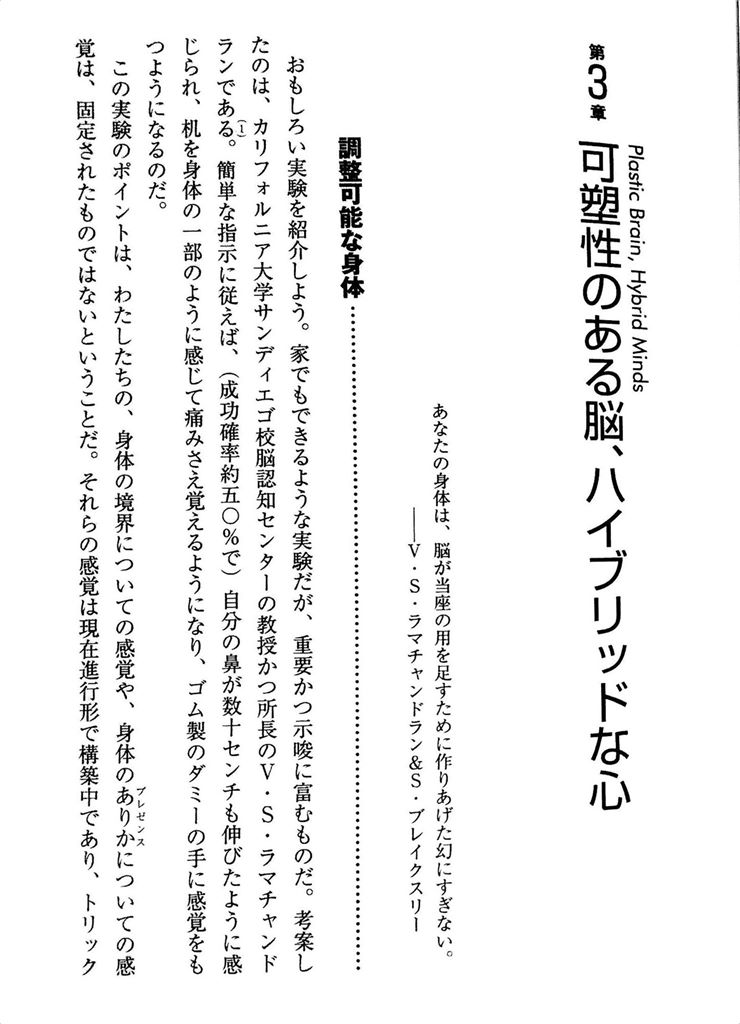 第3章
Plastic Brain, Hybrid Minds
可塑性のある脳、ハイブリッドな心
あなたの身体は、脳が当座の用を足すために作りあげた幻にすぎない。
――V・S・ラマチャンドラン&S・ブレイクスリー
調整可能な身体
おもしろい実験を紹介しよう。家でもできるような実験だが、重要かつ示唆に富むものだ。考案し
たのは、カリフォルニア大学サンディエゴ校脳認知センターの教授かつ所長のV・S・ラマチャンド
ランである。(1)簡単な指示に従えば、(成功確率約五〇%で)自分の鼻が数十センチも伸びたように感
じられ、机を身体の一部のように感じて痛みさえ覚えるようになり、ゴム製のダミーの手に感覚をも
つようになるのだ。
この実験のポイントは、わたしたちの、身体の境界についての感覚や、身体のありかについての感
プレゼンス
覚は、固定されたものではないということだ。それらの感覚は現在進行形で構築中であり、トリック